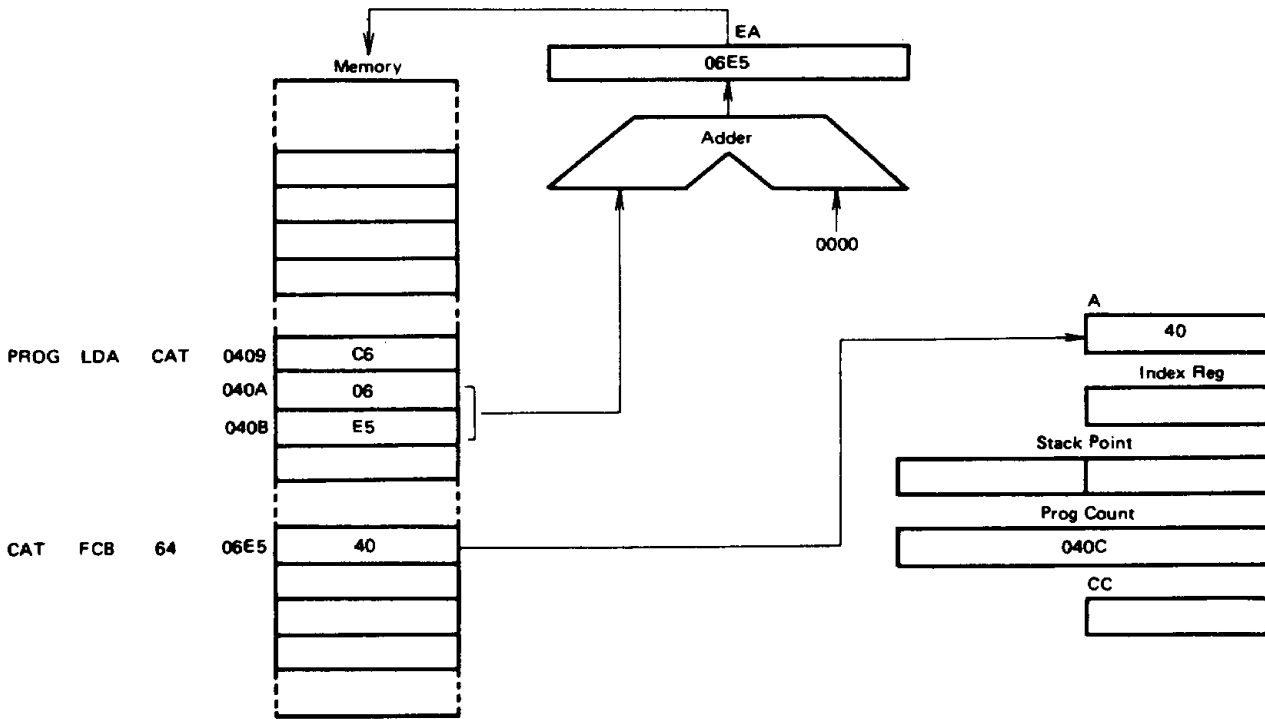 EA
06E5
Memory
Adder
0000
A
PROG LDA CAT 0409 C6
40
040A 06
Index Reg
040B E5
Stack Point
Prog Count
CAT FCB 64 06E5 40
040C
CC